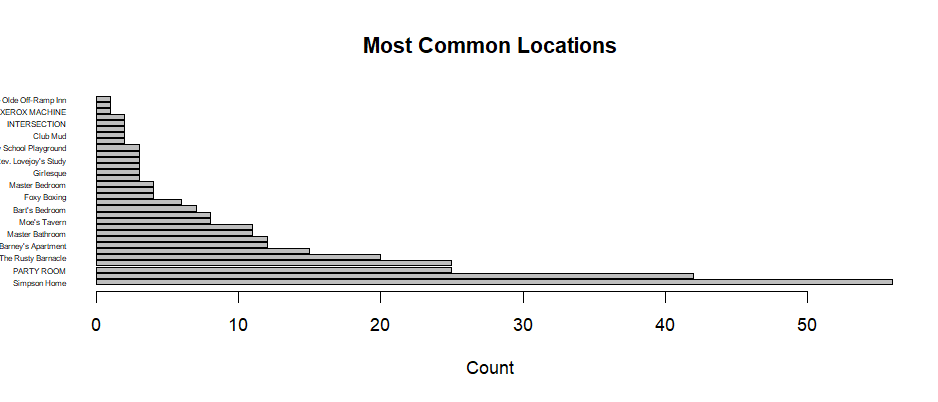 Most Common Locations
Olde Off-Ramp Inn
XEROX MACHINE
INTERSECTION
Club Mud
School Playground
Lovejoy's Study
Girlesque
Master Bedroom
Foxy Boxing
Bart's Bedroom
Moe's Tavern
Master Bathroom
Barney's Apartment
The Rusty Barnacle
PARTY ROOM
Simpson Home
0 10 20 30 40 50
Count